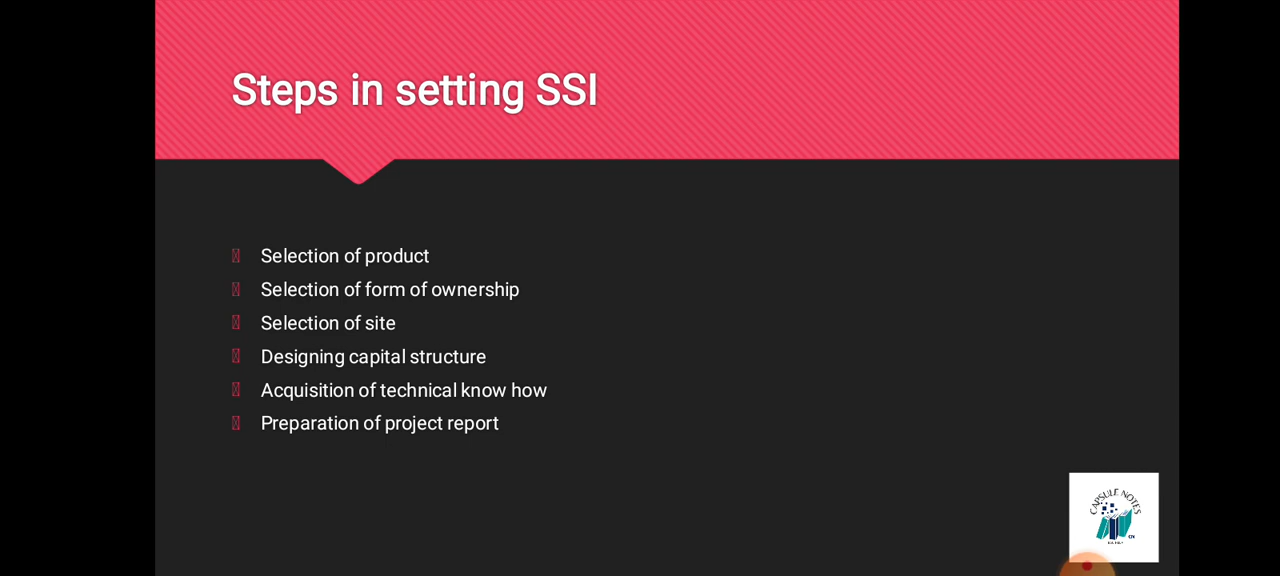 Steps in setting SSI
Selection of product
Selection of form of ownership
Selection of site
Designing capital structure
Acquisition of technical know how
Preparation of project report
CAPSULE NOTES
CN